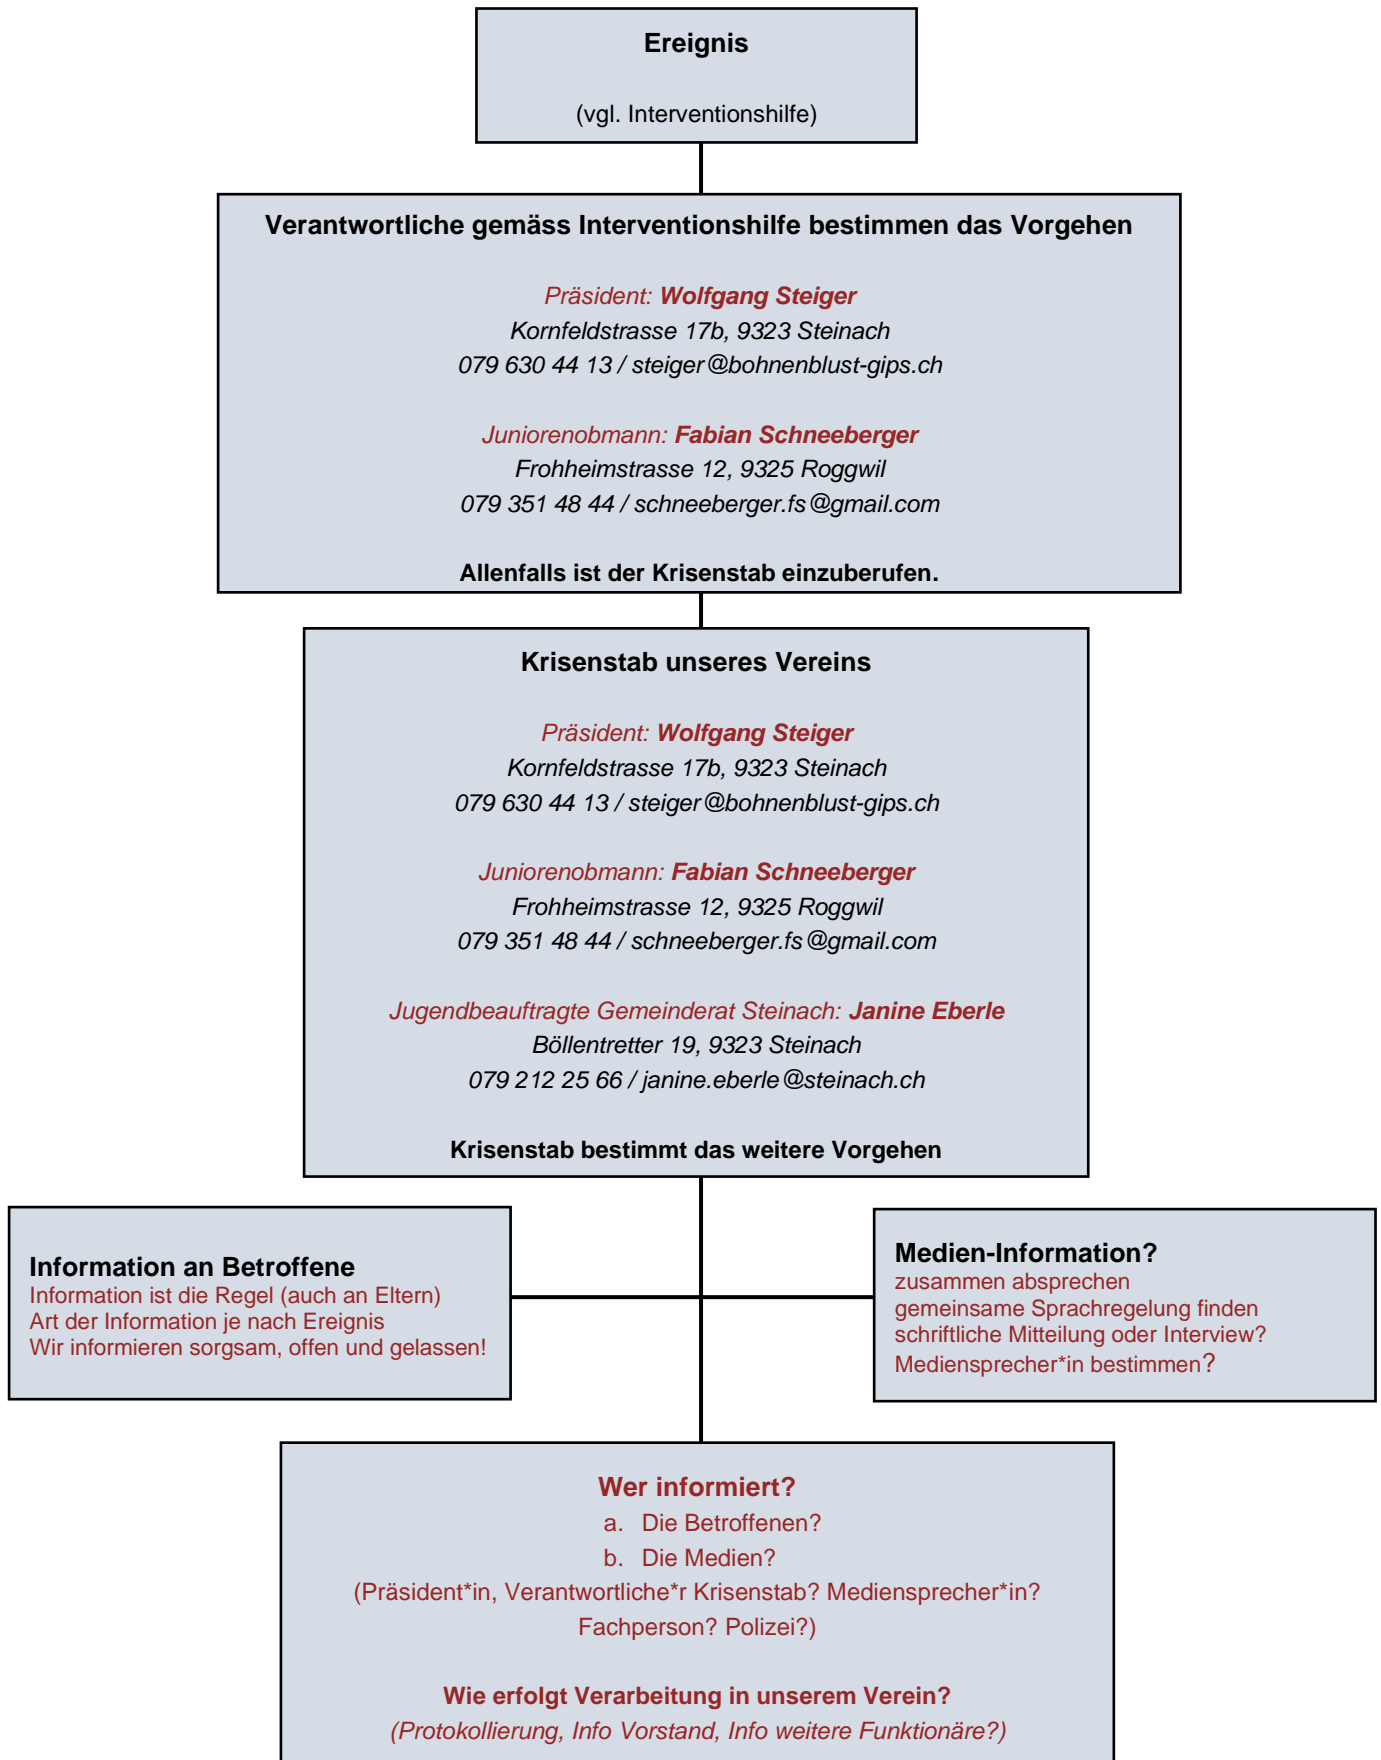 Ereignis
(vgl. Interventionshilfe)
Verantwortliche gemäss Interventionshilfe bestimmen das Vorgehen
Präsident: Wolfgang Steiger
Kornfeldstrasse 17b, 9323 Steinach
079 630 44 13 / steiger@bohnenblust-gips.ch
Juniorenobmann: Fabian Schneeberger
Frohheimstrasse 12, 9325 Roggwil
079 351 48 44 / schneeberger.fs@gmail.com
Allenfalls ist der Krisenstab einzuberufen.
Krisenstab unseres Vereins
Präsident: Wolfgang Steiger
Kornfeldstrasse 17b, 9323 Steinach
079 630 44 13 / steiger@bohnenblust-gips.ch
Juniorenobmann: Fabian Schneeberger
Frohheimstrasse 12, 9325 Roggwil
079 351 48 44 / schneeberger.fs@gmail.com
Jugendbeauftragte Gemeinderat Steinach: Janine Eberle
Böllentretter 19, 9323 Steinach
079 212 25 66 / janine.eberle@steinach.ch
Krisenstab bestimmt das weitere Vorgehen
Information an Betroffene
Information ist die Regel (auch an Eltern)
Art der Information je nach Ereignis
Wir informieren sorgsam, offen und gelassen!
Medien-Information?
zusammen absprechen
gemeinsame Sprachregelung finden
schriftliche Mitteilung oder Interview?
Mediensprecher*in bestimmen?
Wer informiert?
a. Die Betroffenen?
b. Die Medien?
(Präsident*in, Verantwortliche*r Krisenstab? Mediensprecher*in?
Fachperson? Polizei?)
Wie erfolgt Verarbeitung in unserem Verein?
(Protokollierung, Info Vorstand, Info weitere Funktionäre?)